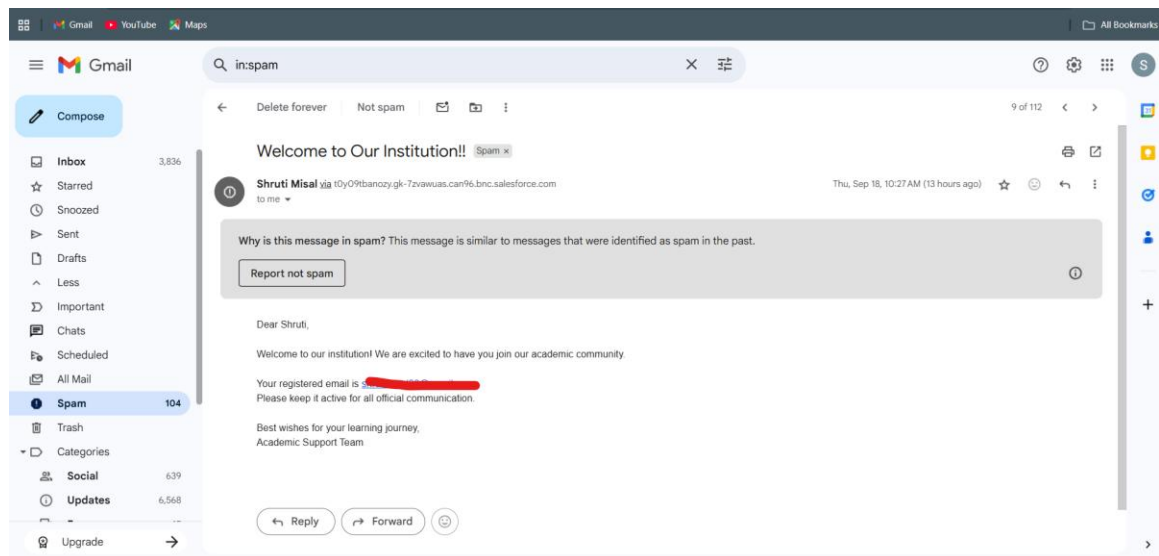 Gmail YouTube Maps All Bookmarks
Gmail in:spam S
Compose
Delete forever Not spam 9 of 112
Inbox 3,836
Starred
Snoozed
Sent
Drafts
Less
Important
Chats
Scheduled
All Mail
Spam 104
Trash
Categories
Social 639
Updates 6,568
Upgrade
Welcome to Our Institution!! Spam x
Shruti Misal via t0y09tbanozy.gk-7zvawuas.can96.bnc.salesforce.com Thu, Sep 18, 10:27 AM (13 hours ago)
to me
Why is this message in spam? This message is similar to messages that were identified as spam in the past.
Report not spam
Dear Shruti,
Welcome to our institution! We are excited to have you join our academic community.
Your registered email is
Please keep it active for all official communication.
Best wishes for your learning journey,
Academic Support Team
Reply Forward